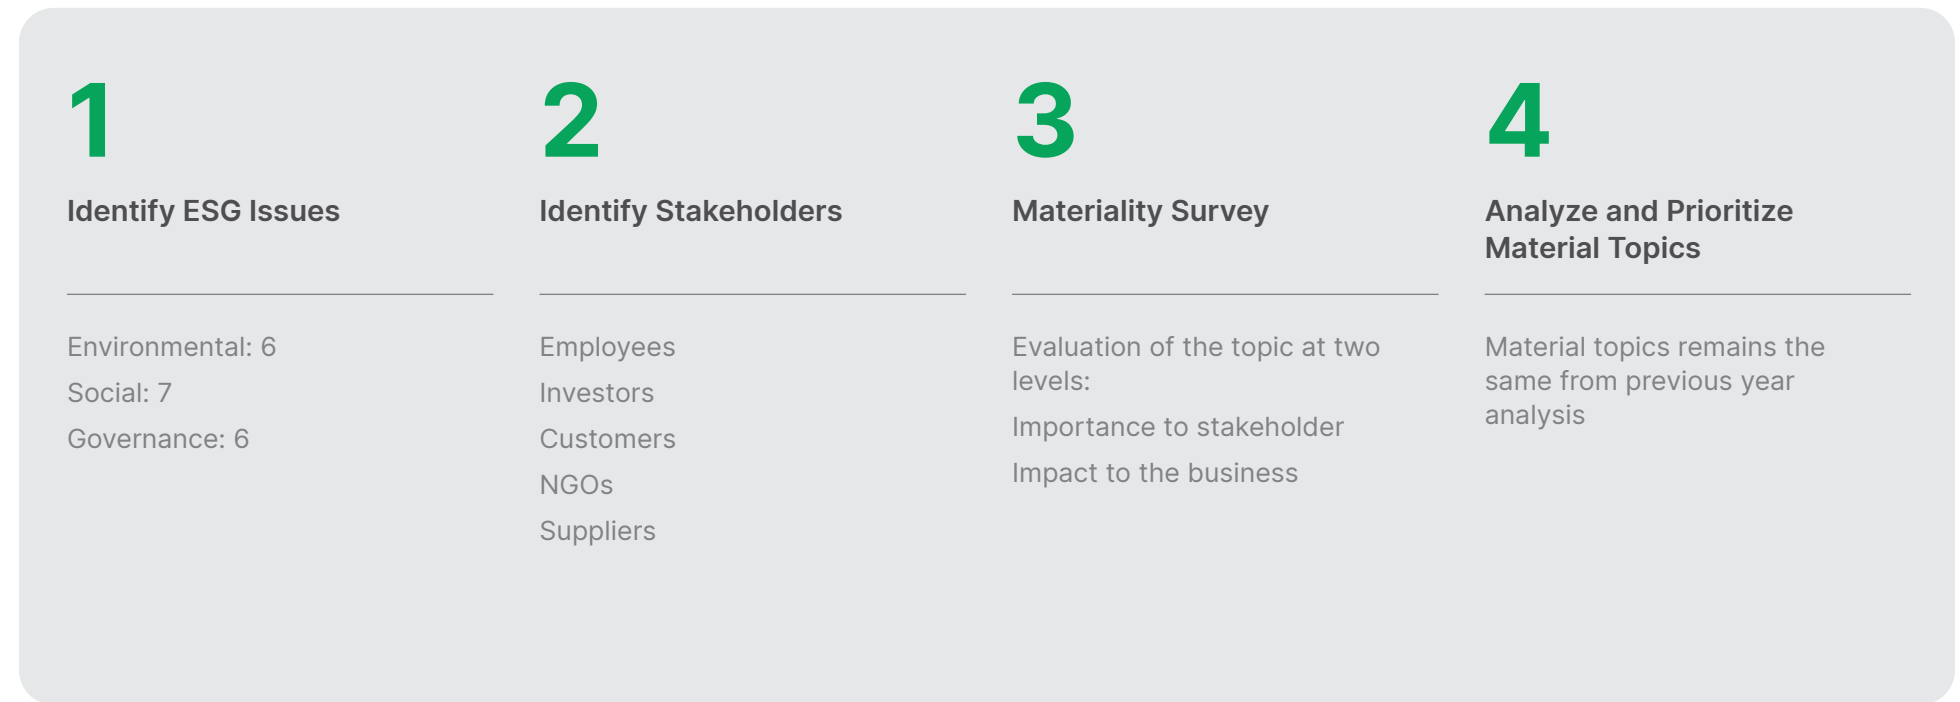 1
Identify ESG Issues
Environmental: 6
Social: 7
Governance: 6
2
Identify Stakeholders
Employees
Investors
Customers
NGOs
Suppliers
3
Materiality Survey
Evaluation of the topic at two
levels:
Importance to stakeholder
Impact to the business
4
Analyze and Prioritize
Material Topics
Material topics remains the
same from previous year
analysis